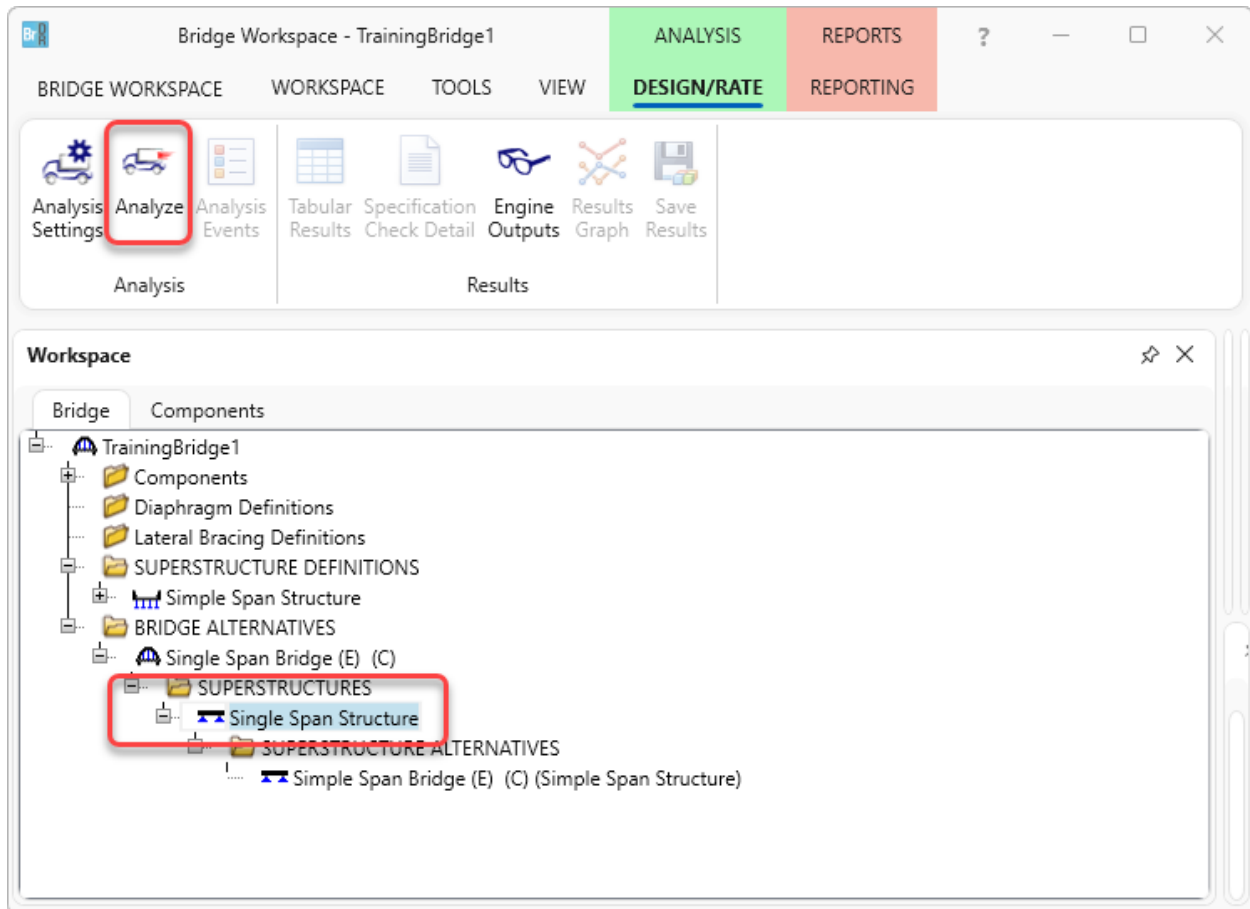 Br DR
Bridge Workspace - TrainingBridge1 ANALYSIS REPORTS ?
BRIDGE WORKSPACE WORKSPACE TOOLS VIEW DESIGN/RATE REPORTING
Analysis Analyze Analysis Tabular Specification Engine Results Save
Settings Events Results Check Detail Outputs Graph Results
Analysis Results
Workspace
Bridge Components
TrainingBridge1
Components
Diaphragm Definitions
Lateral Bracing Definitions
SUPERSTRUCTURE DEFINITIONS
Simple Span Structure
BRIDGE ALTERNATIVES
Single Span Bridge (E) (C)
SUPERSTRUCTURES
Single Span Structure
SUPERSTRUCTURE ALTERNATIVES
Simple Span Bridge (E) (C) (Simple Span Structure)